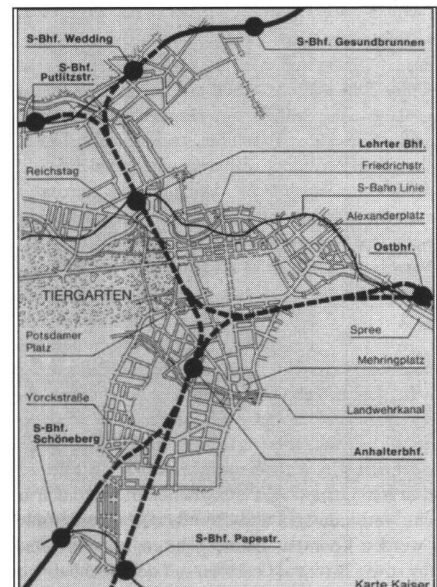 S-Bhf. Wedding
S-Bhf. Gesundbrunnen
S-Bhf.
Putlitzstr.
Lehrter Bhf.
Reichstag
Friedrichstr.
S-Bahn Linie
Alexanderplatz
Ostbhf.
TIERGARTEN
Spree
Potsdamer
Platz
Mehringplatz
Yorckstraße
Landwehrkanal
S-Bhf.
Schöneberg
Anhalterbhf.
S-Bhf. Papestr.
Karte Kaiser